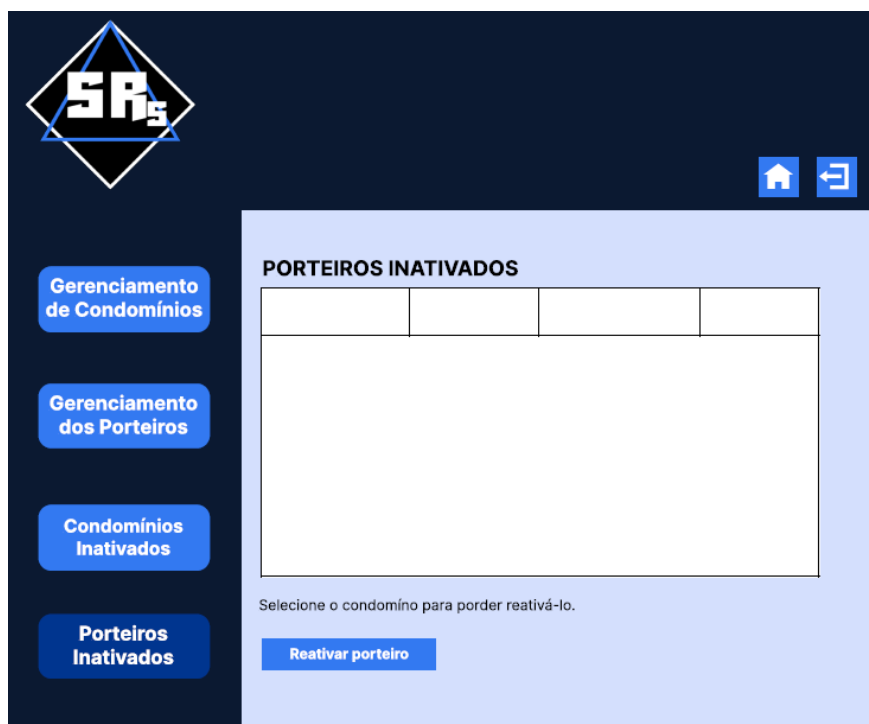 SRs
PORTEIROS INATIVADOS
Gerenciamento
de Condomínios
Gerenciamento
dos Porteiros
Condomínios
Inativados
Porteiros
Inativados
Selecione o condomíno para porder reativá-lo.
Reativar porteiro